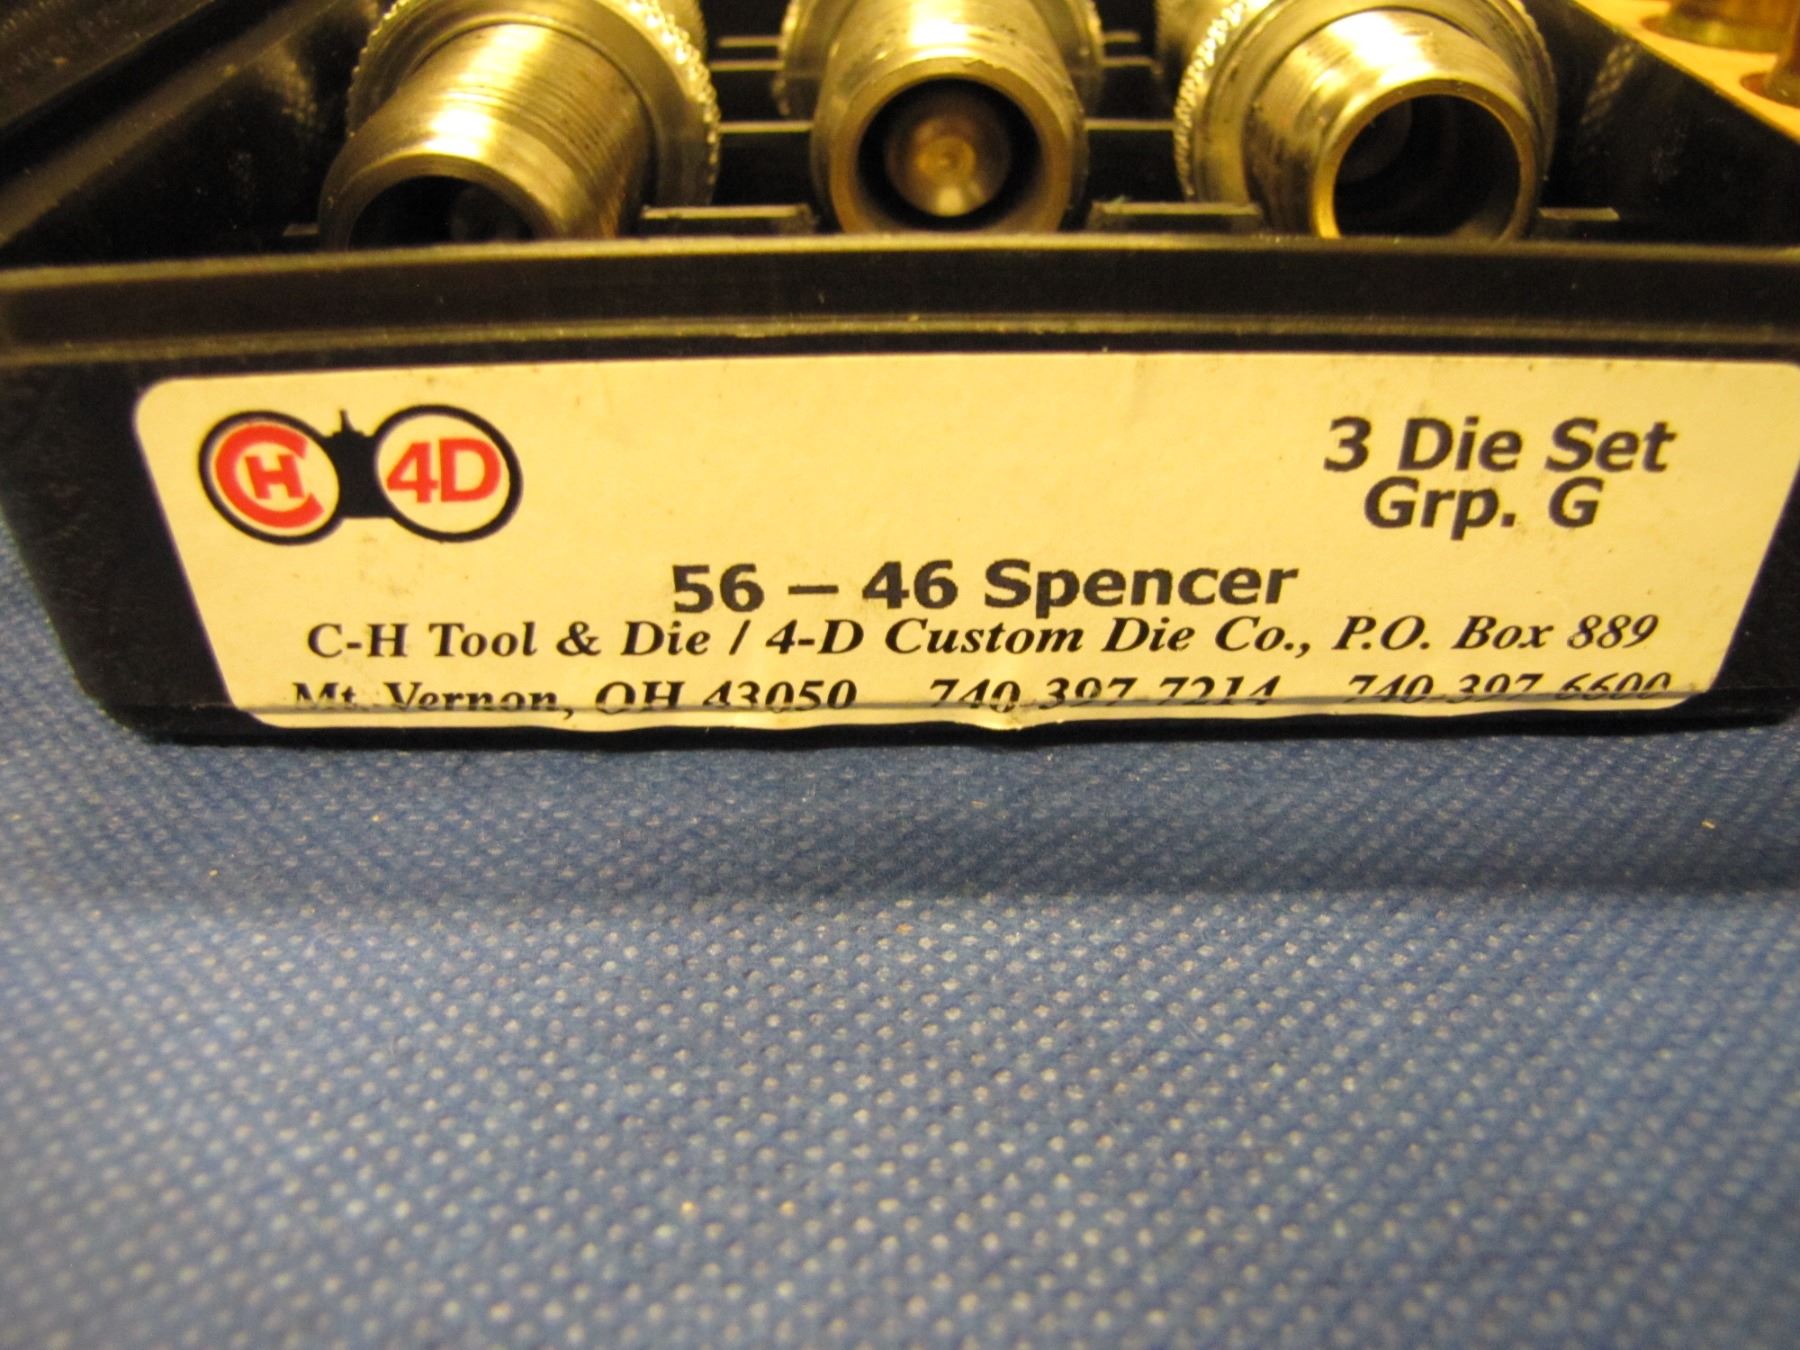 CH 4D
3 Die Set
Grp. G
56 – 46 Spencer
C-H Tool & Die / 4-D Custom Die Co., P.O. Box 889
Mt. Vernon, OH 43050 740-397-7214 740-397-6600